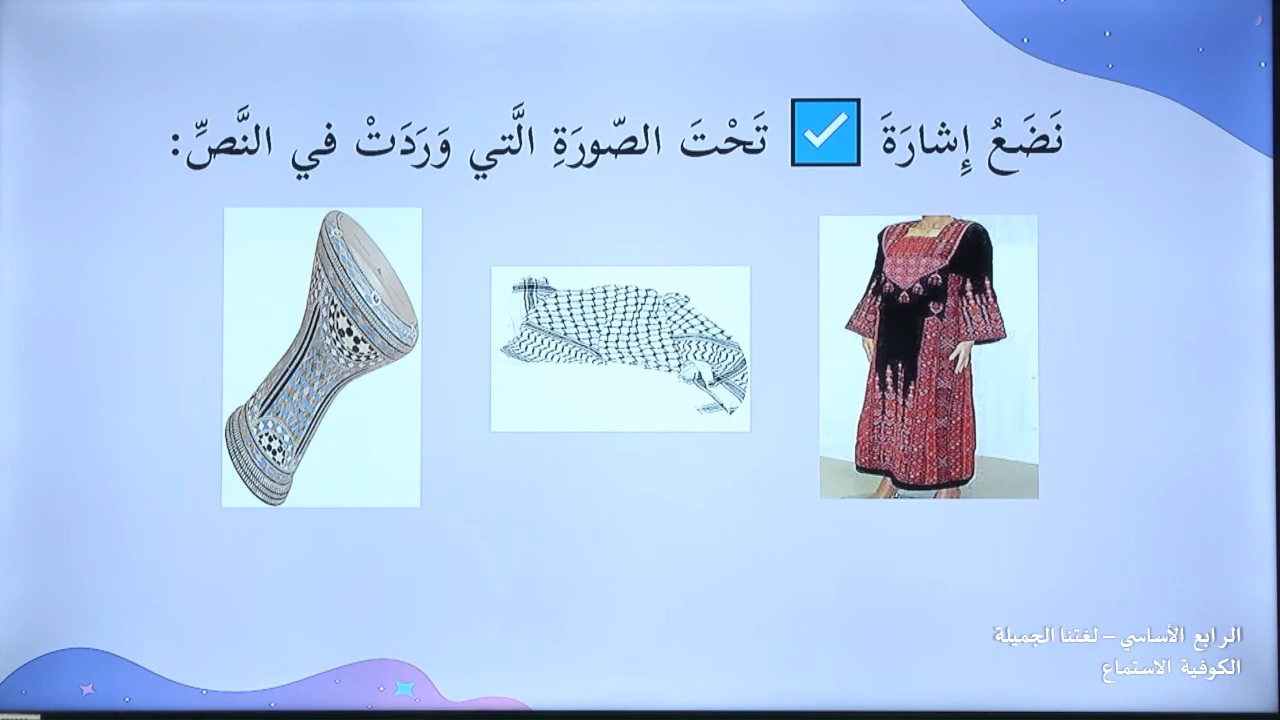 نَضَعُ إِشارَةَ ✓ تَحْتَ الصّورَةِ الَّتي وَرَدَتْ في النَّصِّ:
الرابع الأساسي – لغتنا الجميلة
الكوفية الاستماع